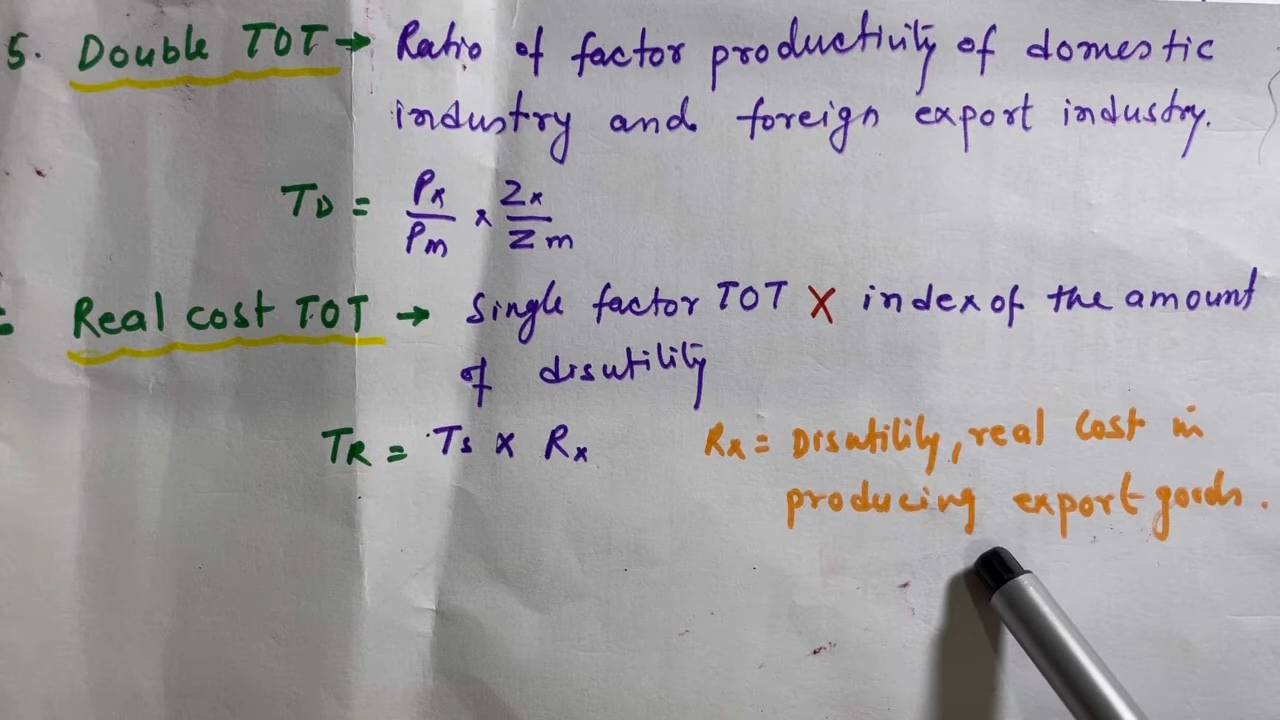 5. Double TOT → Ratio of factor productivity of domestic
industry and foreign export industry.
TD = Px/Pm × Zx/Zm
Real cost TOT → Single factor TOT X index of the amount
of disutility
TR = Ts × Rx
Rx = Disutility, real cost in
producing export goods.